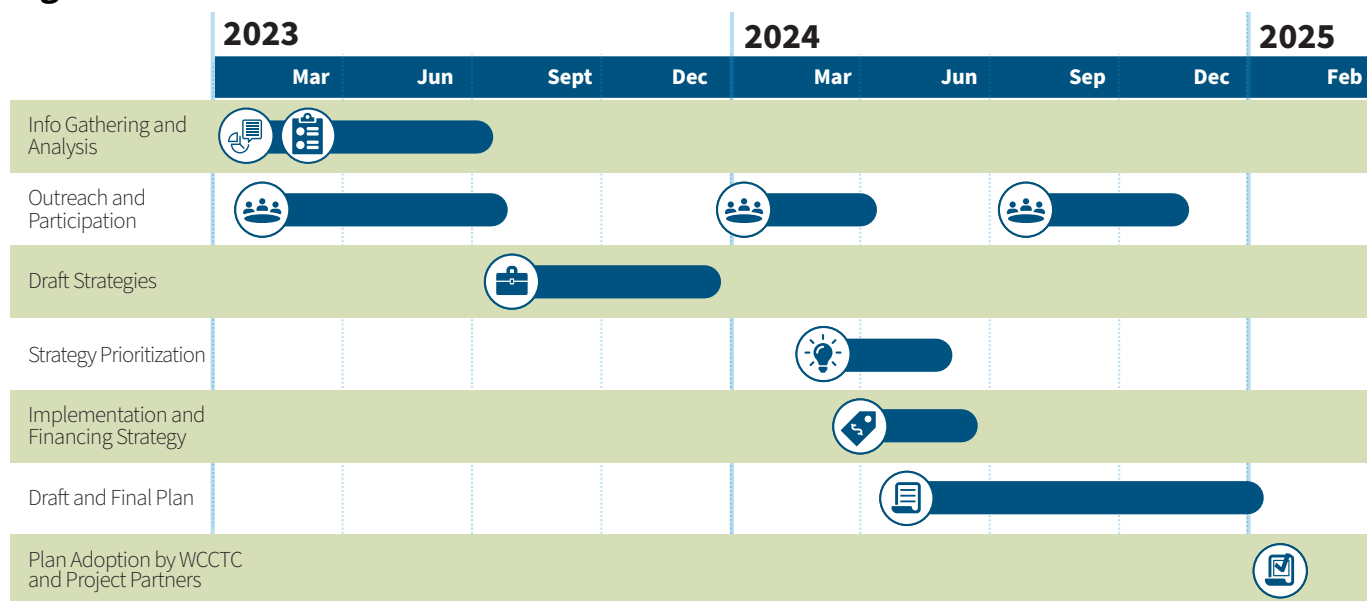 2023 2024 2025
Mar Jun Sept Dec Mar Jun Sep Dec Feb
Info Gathering and
Analysis
Outreach and
Participation
Draft Strategies
Strategy Prioritization
Implementation and
Financing Strategy
Draft and Final Plan
Plan Adoption by WCCTC
and Project Partners